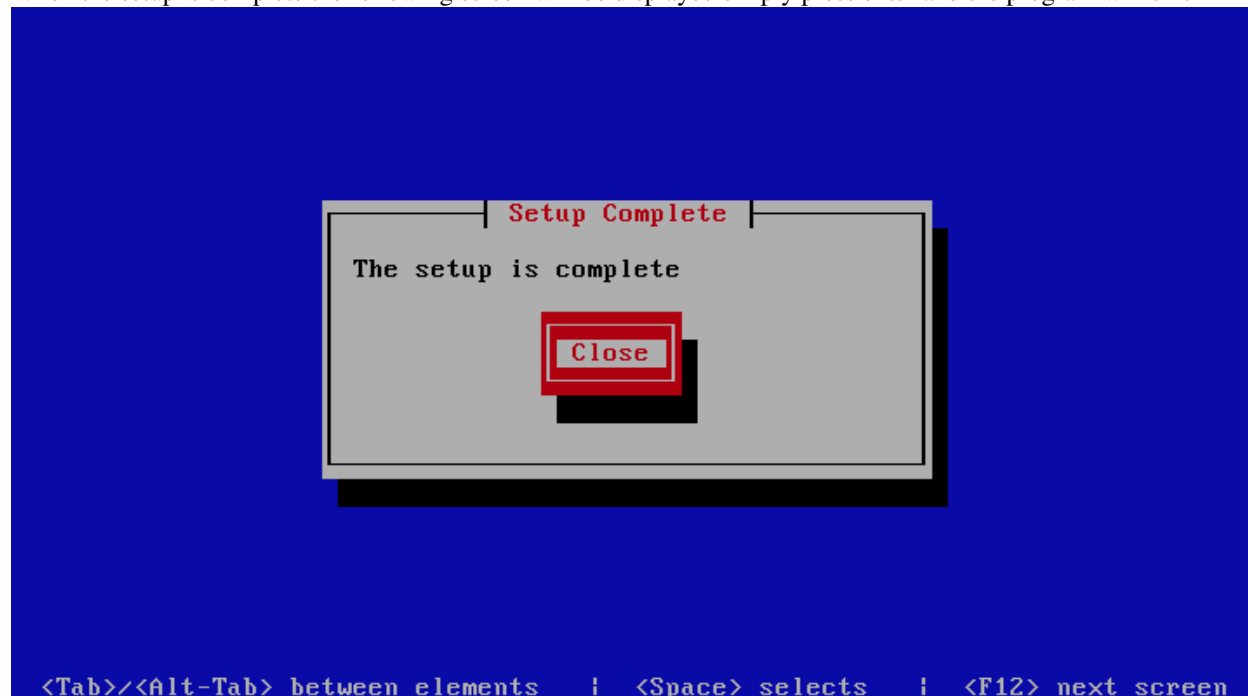 Setup Complete
The setup is complete
Close
<Tab>/<Alt-Tab> between elements | <Space> selects | <F12> next screen